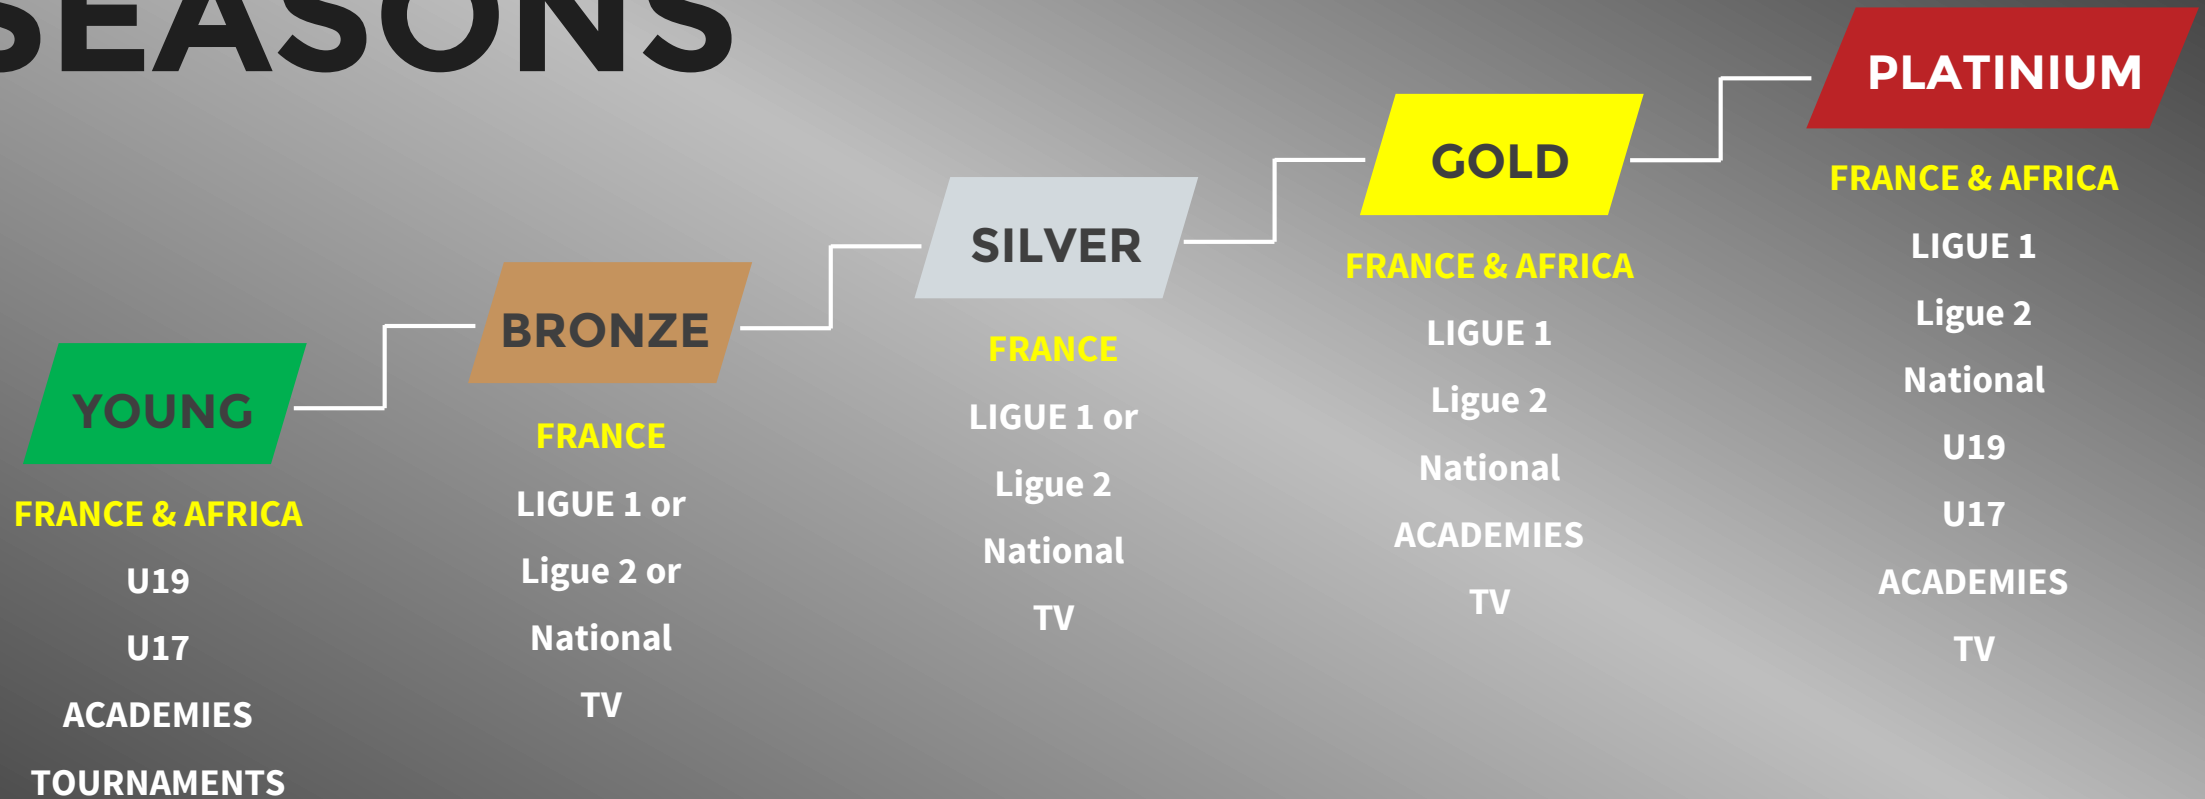 SEASONS
YOUNG
FRANCE & AFRICA
U19
U17
ACADEMIES
TOURNAMENTS
BRONZE
FRANCE
LIGUE 1 or
Ligue 2 or
National
TV
SILVER
FRANCE
LIGUE 1 or
Ligue 2
National
TV
GOLD
FRANCE & AFRICA
LIGUE 1
Ligue 2
National
ACADEMIES
TV
PLATINIUM
FRANCE & AFRICA
LIGUE 1
Ligue 2
National
U19
U17
ACADEMIES
TV